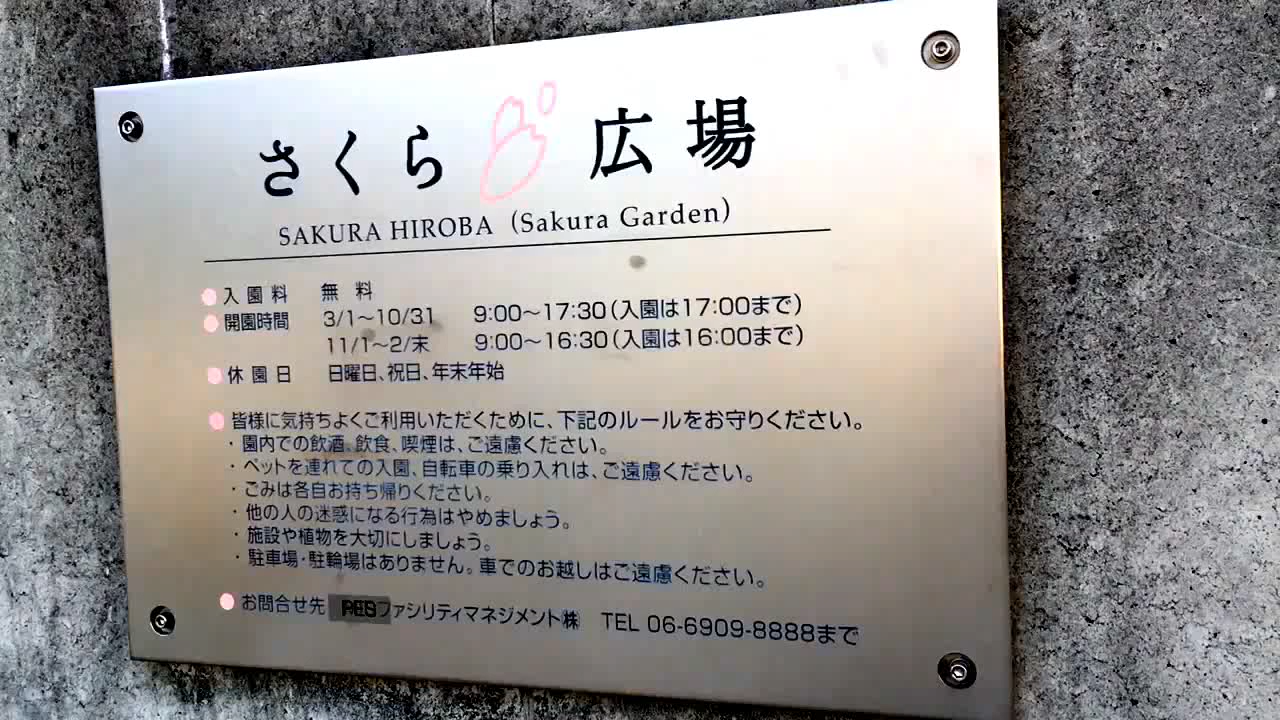 さくら 広場
SAKURA HIROBA (Sakura Garden)
入園料 無料
開園時間 3/1~10/31 9:00~17:30(入園は17:00まで)
11/1~2/末 9:00~16:30(入園は16:00まで)
休園日 日曜日、祝日、年末年始
皆様に気持ちよくご利用いただくために、下記のルールをお守りください。
・園内での飲酒、飲食、喫煙は、ご遠慮ください。
・ペットを連れての入園、自転車の乗り入れは、ご遠慮ください。
・ごみは各自お持ち帰りください。
・他の人の迷惑になる行為はやめましょう。
・施設や植物を大切にしましょう。
・駐車場・駐輪場はありません。車でのお越しはご遠慮ください。
お問合せ先 ファシリティマネジメント㈱ TEL 06-6909-8888まで